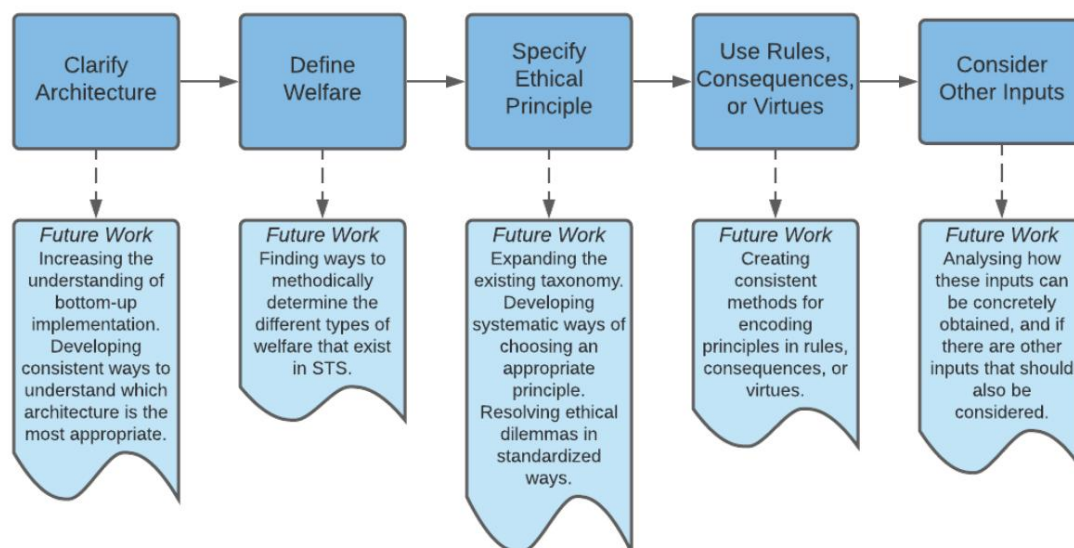 Clarify
Architecture
Define
Welfare
Specify
Ethical
Principle
Use Rules,
Consequences,
or Virtues
Consider
Other Inputs
Future Work
Increasing the
understanding of
bottom-up
implementation.
Developing
consistent ways to
understand which
architecture is the
most appropriate.
Future Work
Finding ways to
methodically
determine the
different types of
welfare that exist
in STS.
Future Work
Expanding the
existing taxonomy.
Developing
systematic ways of
choosing an
appropriate
principle.
Resolving ethical
dilemmas in
standardized
ways.
Future Work
Creating
consistent
methods for
encoding
principles in rules,
consequences, or
virtues.
Future Work
Analysing how
these inputs can
be concretely
obtained, and if
there are other
inputs that should
also be
considered.